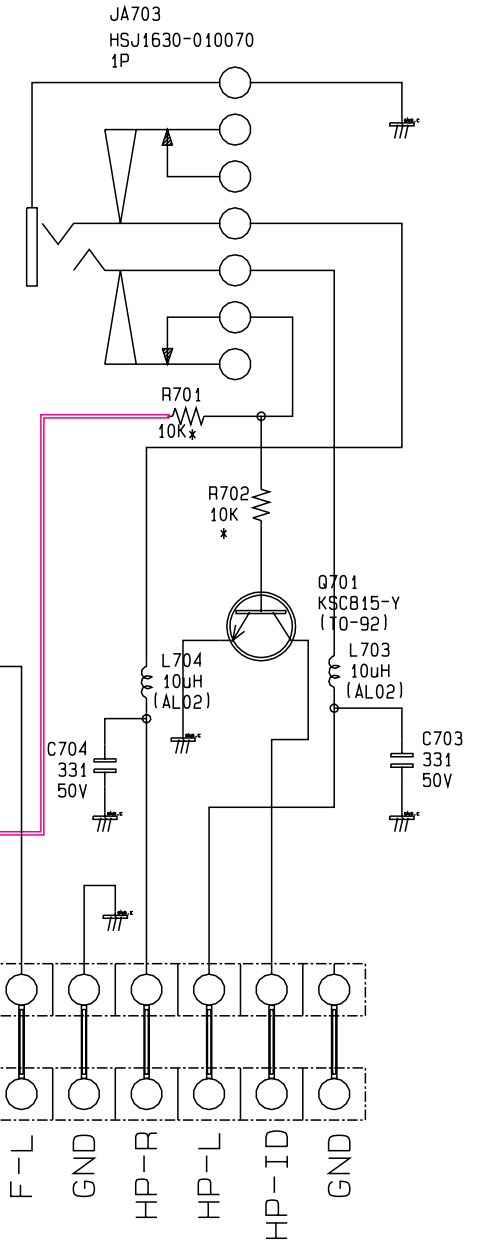 JA703
HSJ1630-010070
1P
R701
10K*
R702
10K
*
Q701
KSC815-Y
(TO-92)
L704
10uH
(AL02)
L703
10uH
(AL02)
C704
331
50V
C703
331
50V
F-L
GND
HP-R
HP-L
HP-ID
GND